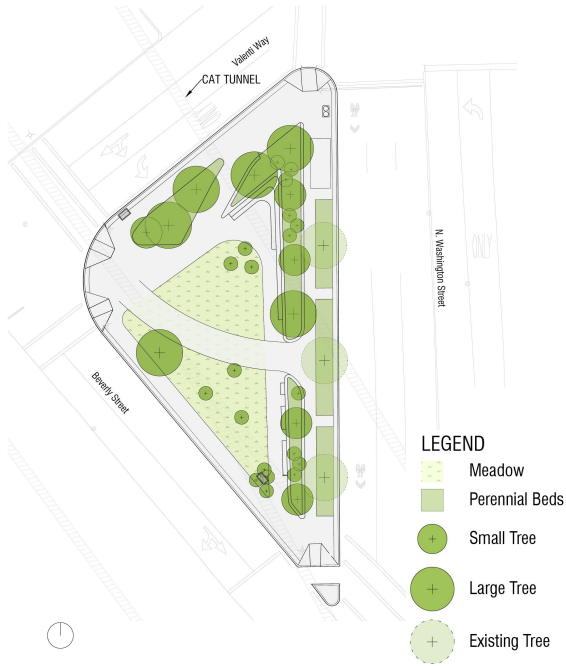 Valenti Way
CAT TUNNEL
N. Washington Street
ONLY
Beverly Street
LEGEND
Meadow
Perennial Beds
Small Tree
Large Tree
Existing Tree